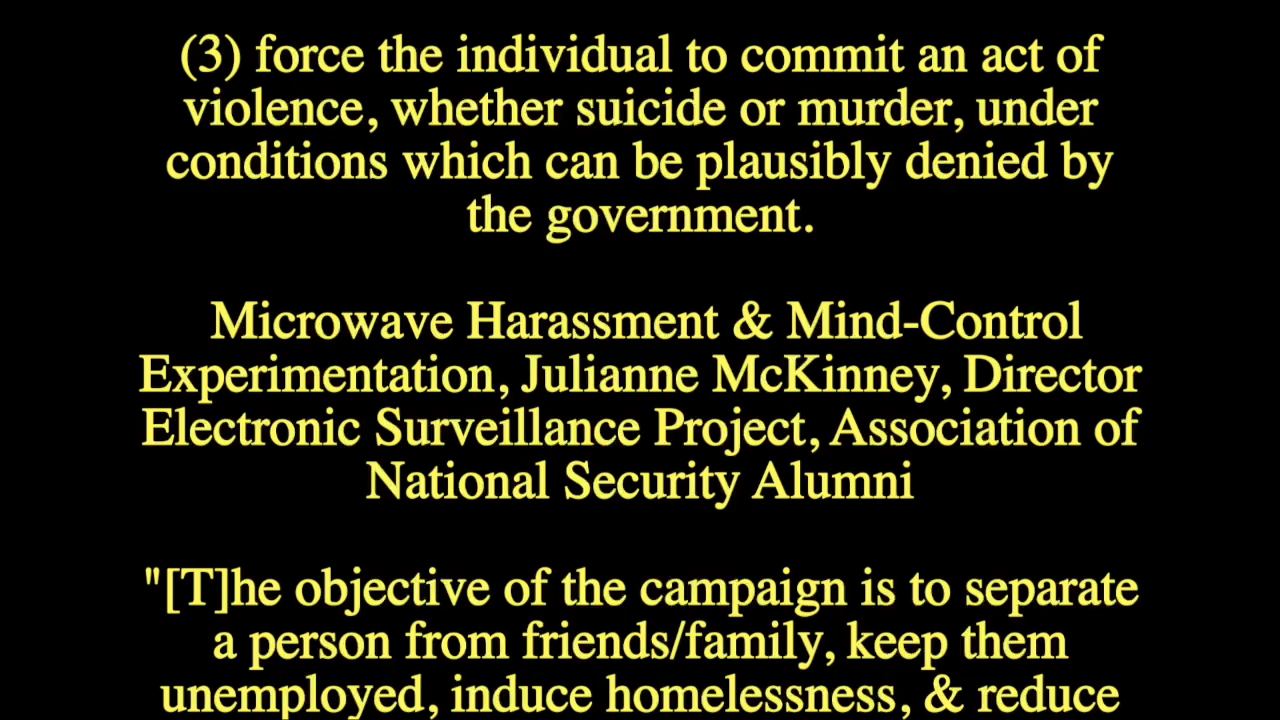 (3) force the individual to commit an act of
violence, whether suicide or murder, under
conditions which can be plausibly denied by
the government.
Microwave Harassment & Mind-Control
Experimentation, Julianne McKinney, Director
Electronic Surveillance Project, Association of
National Security Alumni
"[T]he objective of the campaign is to separate
a person from friends/family, keep them
unemployed, induce homelessness, & reduce